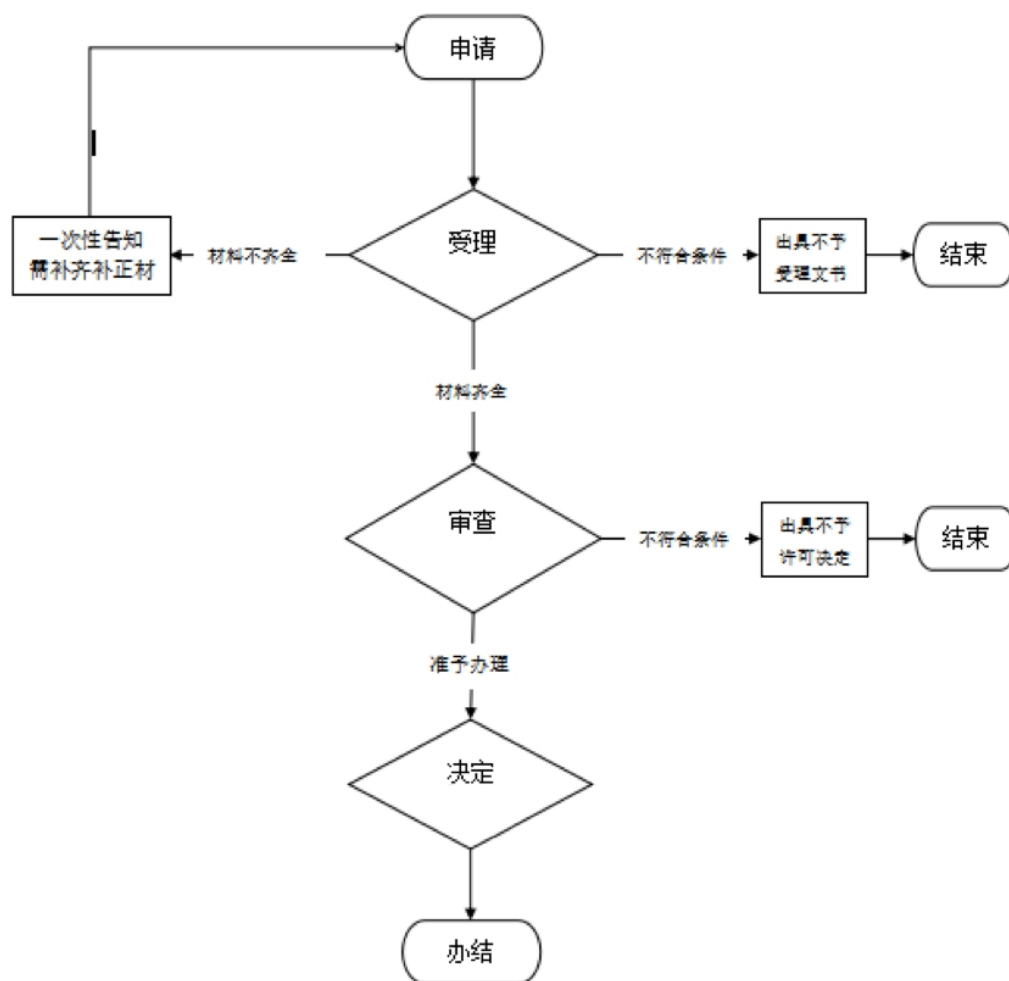 申请
一次性告知
需补齐补正材
材料不齐全
受理
不符合条件
出具不予
受理文书
结束
材料齐全
审查
不符合条件
出具不予
许可决定
结束
准予办理
决定
办结